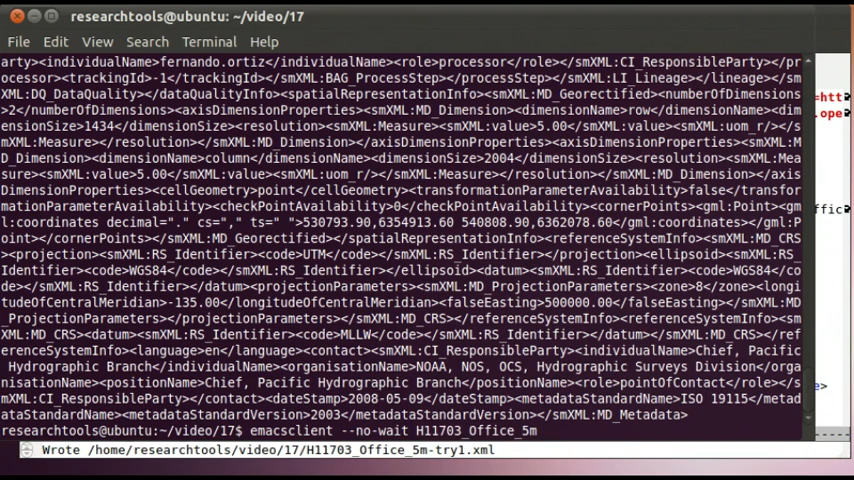 researchtools@ubuntu: ~/video/17
File Edit View Search Terminal Help
arty><individualName>fernando.ortiz</individualName><role>processor</role></smXML:CI_ResponsibleParty></pr
ocessor><trackingId>-1</trackingId></smXML:BAG_ProcessStep></processStep></smXML:LI_Lineage></lineage></sm
XML:DQ_DataQuality></dataQualityInfo><spatialRepresentationInfo><smXML:MD_Georectified><numberOfDimensions
>2</numberOfDimensions><axisDimensionProperties><smXML:MD_Dimension><dimensionName>row</dimensionName><dim
ensionSize>1434</dimensionSize><resolution><smXML:Measure><smXML:value>5.00</smXML:value><smXML:uom_r/></s
mXML:Measure></resolution></smXML:MD_Dimension></axisDimensionProperties><axisDimensionProperties><smXML:M
D_Dimension><dimensionName>column</dimensionName><dimensionSize>2004</dimensionSize><resolution><smXML:Mea
sure><smXML:value>5.00</smXML:value><smXML:uom_r/></smXML:Measure></resolution></smXML:MD_Dimension></axis
DimensionProperties><cellGeometry>point</cellGeometry><transformationParameterAvailability>false</transfor
mationParameterAvailability><checkPointAvailability>0</checkPointAvailability><cornerPoints><gml:Point><gm
l:coordinates decimal="." cs="," ts=" ">530793.90,6354913.60 540808.90,6362078.60</gml:coordinates></gml:P
oint></cornerPoints></smXML:MD_Georectified></spatialRepresentationInfo><referenceSystemInfo><smXML:MD_CRS
><projection><smXML:RS_Identifier><code>UTM</code></smXML:RS_Identifier></projection><ellipsoid><smXML:RS_
Identifier><code>WGS84</code></smXML:RS_Identifier></ellipsoid><datum><smXML:RS_Identifier><code>WGS84</co
de></smXML:RS_Identifier></datum><projectionParameters><smXML:MD_ProjectionParameters><zone>8</zone><longi
tudeOfCentralMeridian>-135.00</longitudeOfCentralMeridian><falseEasting>500000.00</falseEasting></smXML:MD
_ProjectionParameters></projectionParameters></smXML:MD_CRS></referenceSystemInfo><referenceSystemInfo><sm
XML:MD_CRS><datum><smXML:RS_Identifier><code>MLLW</code></smXML:RS_Identifier></datum></smXML:MD_CRS></ref
erenceSystemInfo><language>en</language><contact><smXML:CI_ResponsibleParty><individualName>Chief, Pacific
 Hydrographic Branch</individualName><organisationName>NOAA, NOS, OCS, Hydrographic Surveys Division</orga
nisationName><positionName>Chief, Pacific Hydrographic Branch</positionName><role>pointOfContact</role></s
mXML:CI_ResponsibleParty></contact><dateStamp>2008-05-09</dateStamp><metadataStandardName>ISO 19115</metad
ataStandardName><metadataStandardVersion>2003</metadataStandardVersion></smXML:MD_Metadata>
researchtools@ubuntu:~/video/17$ emacsclient --no-wait H11703_Office_5m
=htt
.ope
ffic
e>
-----
Wrote /home/researchtools/video/17/H11703_Office_5m-try1.xml